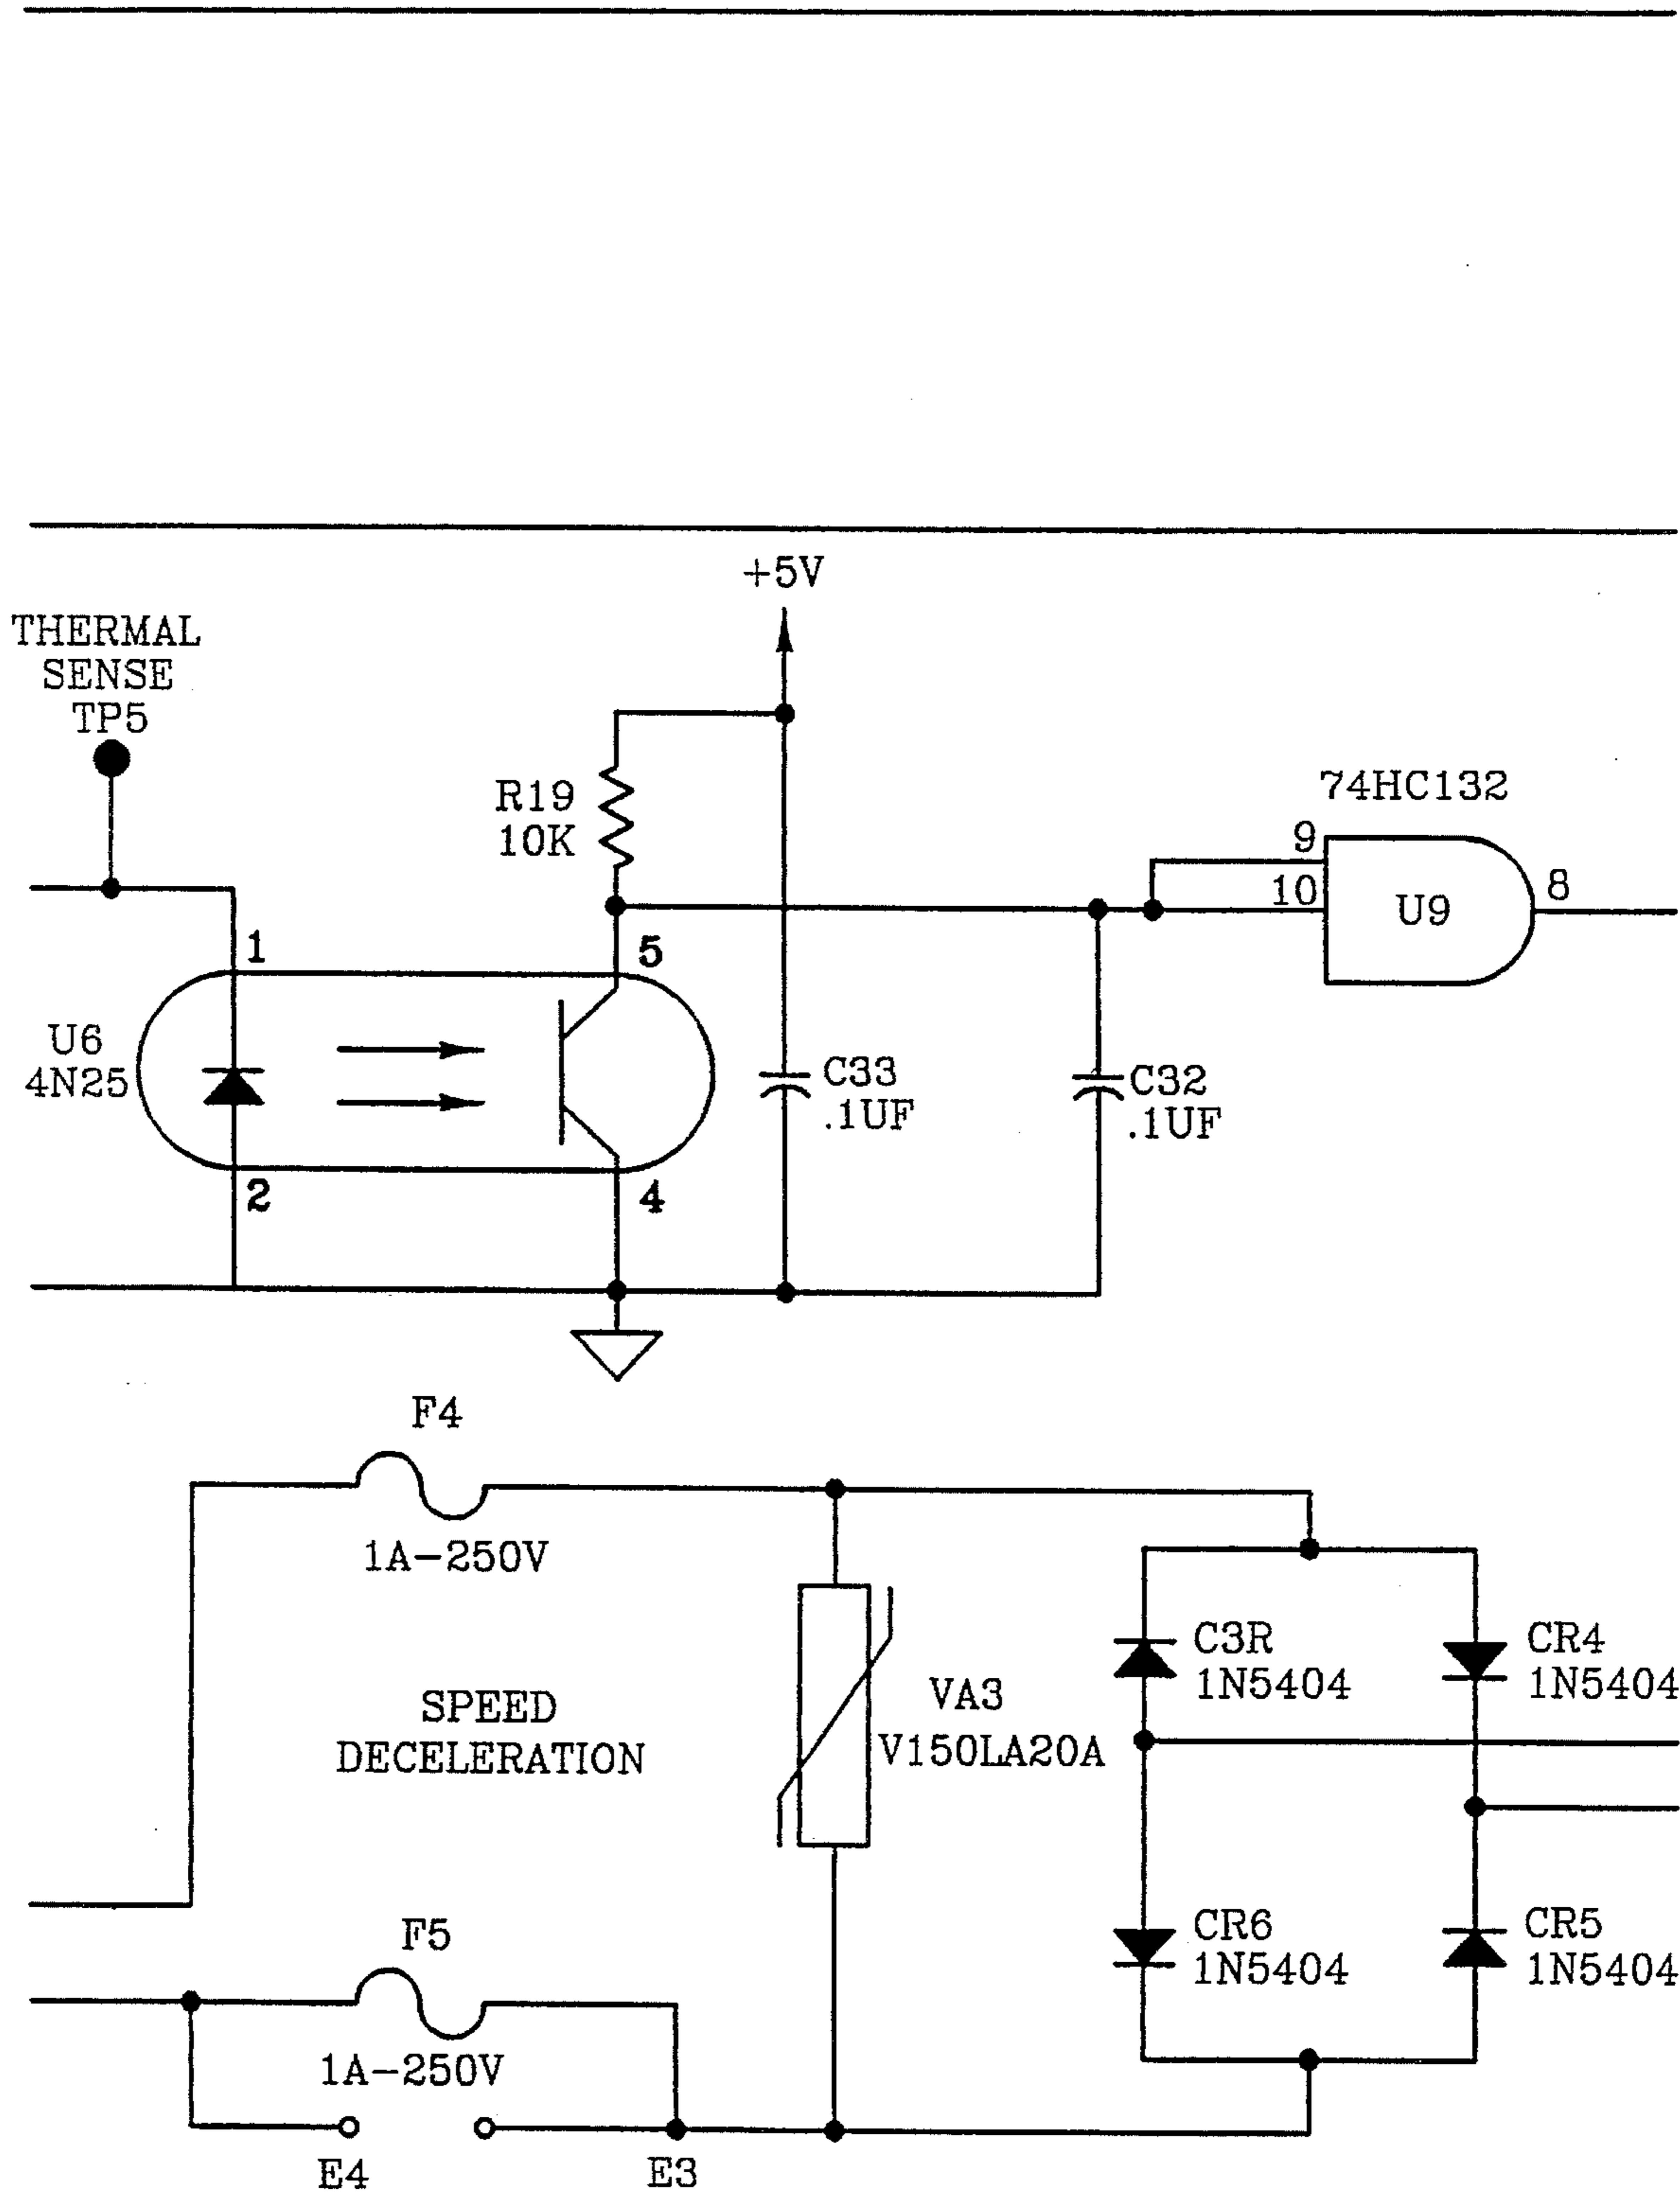 +5V
THERMAL
SENSE
TP5
R19
10K
74HC132
9
10
8
U9
1
5
U6
4N25
C33
.1UF
C32
.1UF
2
4
F4
1A-250V
C3R
1N5404
CR4
1N5404
SPEED
DECELERATION
VA3
V150LA20A
F5
CR6
1N5404
CR5
1N5404
1A-250V
E4
E3